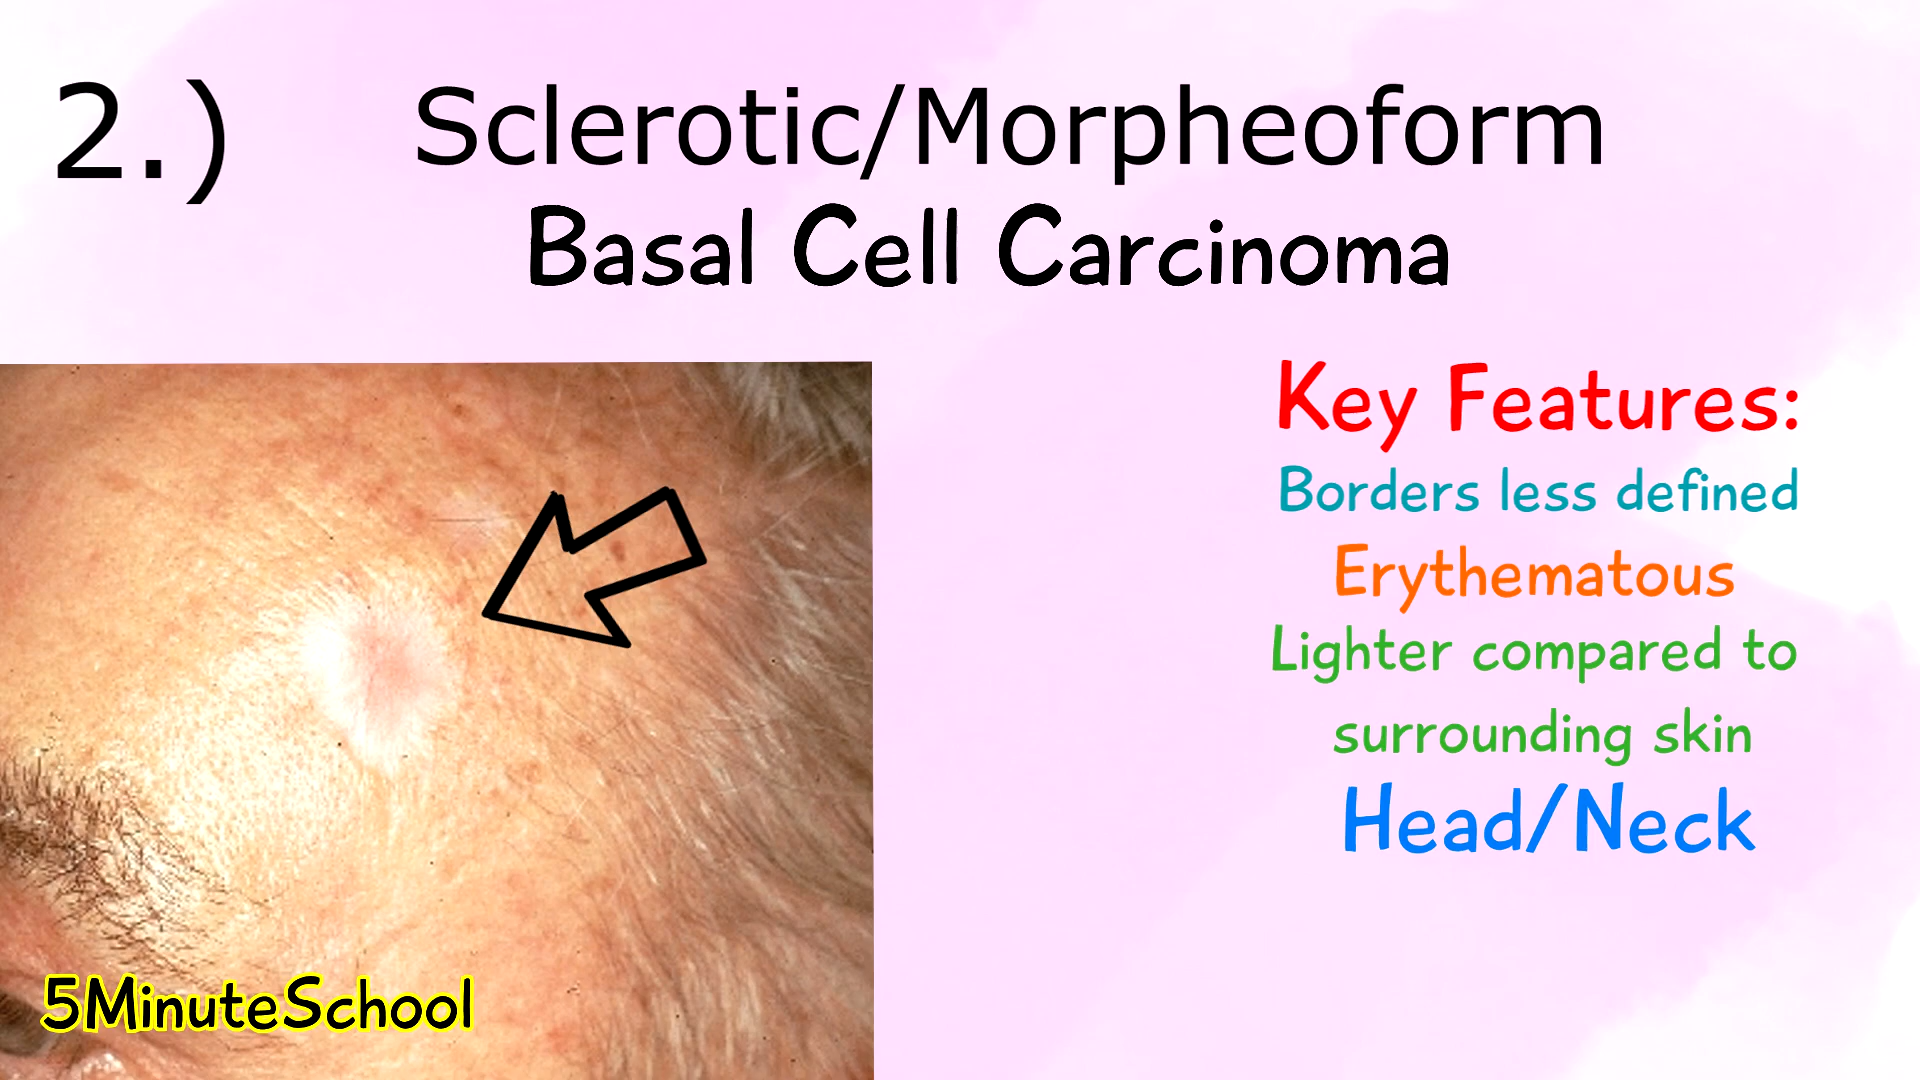 2.) Sclerotic/Morpheoform
Basal Cell Carcinoma
Key Features:
Borders less defined
Erythematous
Lighter compared to
surrounding skin
Head/Neck
5MinuteSchool